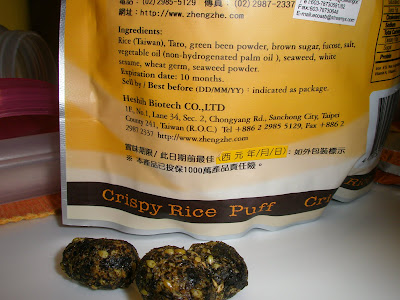 電話：(02) 2985-5129 傳真：(02) 2987-2337
網址：http://www.zhengzhe.com
Ingredients:
Rice (Taiwan), Taro, green been powder, brown sugar, fucose, salt,
vegetable oil (non-hydrogenated palm oil ), seaweed, white
sesame, wheat germ, seaweed powder.
Expiration date: 10 months.
Sell by / Best before (DD/MM/YY) : indicated as package.
Heshih Biotech CO.,LTD
1F., No.1, Lane 34, Sec. 2, Chongyang Rd., Sanchong City, Taipei
County 241, Taiwan (R.O.C.) Tel +886 2 2985 5129, Fax +886 2
2987 2337 http://www.zhengzhe.com
賞味期限 / 此日期前最佳 (西元年/月/日) : 如外包裝標示
※ 本產品已投保1000萬產品責任險。
Crispy Rice Puff